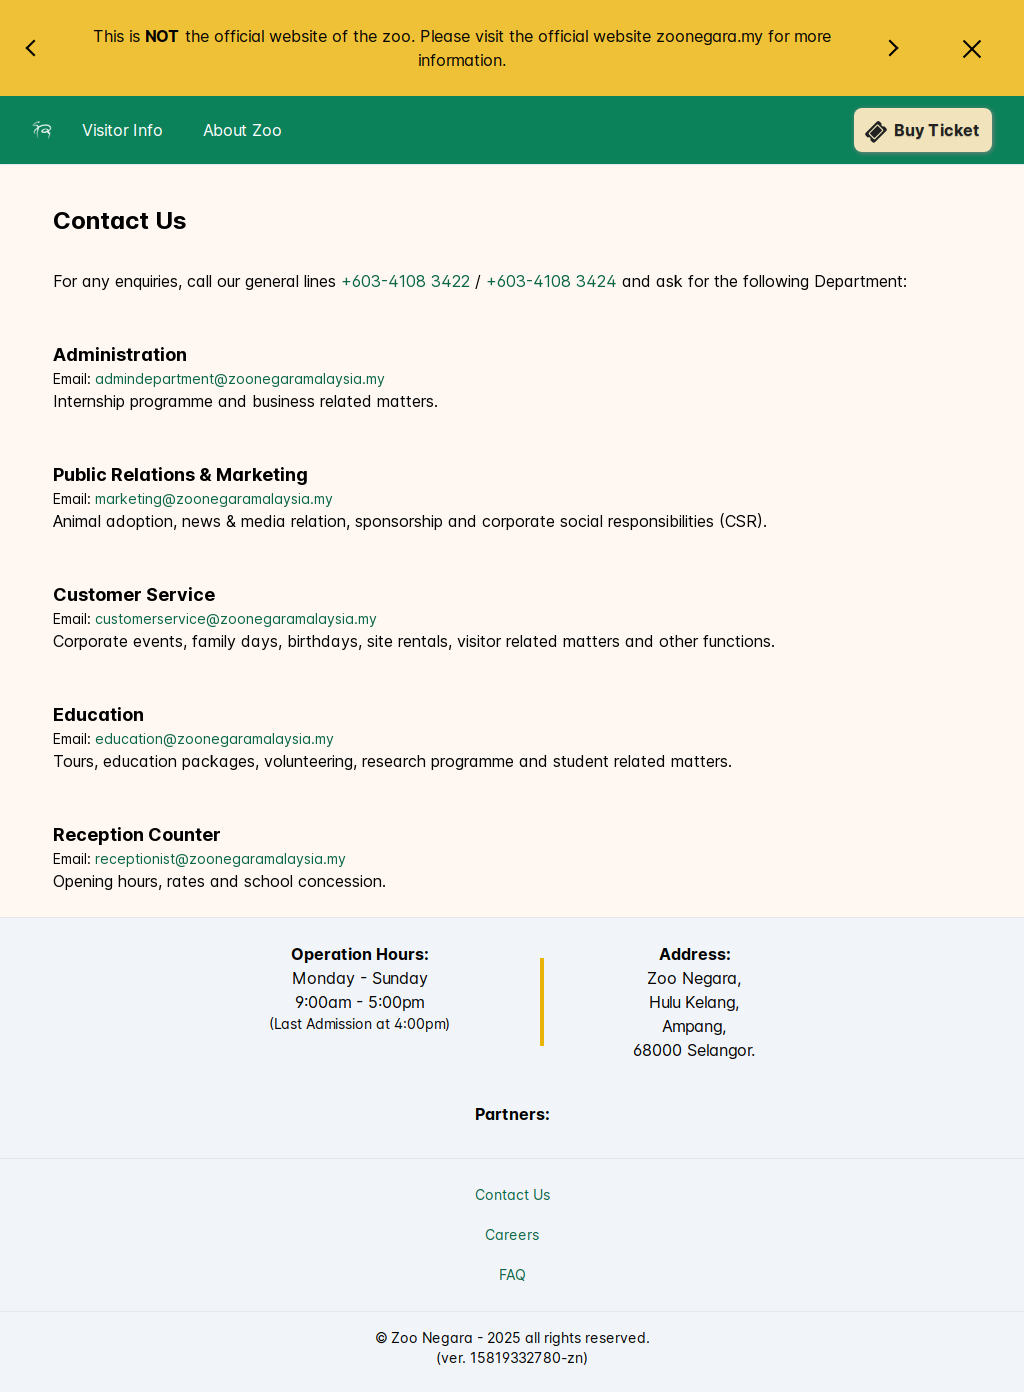 This is NOT the official website of the zoo. Please visit the official website zoonegara.my for more
information.
Visitor Info
About Zoo
Buy Ticket
Contact Us
For any enquiries, call our general lines +603-4108 3422 / +603-4108 3424 and ask for the following Department:
Administration
Email: admindepartment@zoonegaramalaysia.my
Internship programme and business related matters.
Public Relations & Marketing
Email: marketing@zoonegaramalaysia.my
Animal adoption, news & media relation, sponsorship and corporate social responsibilities (CSR).
Customer Service
Email: customerservice@zoonegaramalaysia.my
Corporate events, family days, birthdays, site rentals, visitor related matters and other functions.
Education
Email: education@zoonegaramalaysia.my
Tours, education packages, volunteering, research programme and student related matters.
Reception Counter
Email: receptionist@zoonegaramalaysia.my
Opening hours, rates and school concession.
Operation Hours:
Monday - Sunday
9:00am - 5:00pm
(Last Admission at 4:00pm)
Address:
Zoo Negara,
Hulu Kelang,
Ampang,
68000 Selangor.
Partners:
Contact Us
Careers
FAQ
© Zoo Negara - 2025 all rights reserved.
(ver. 15819332780-zn)